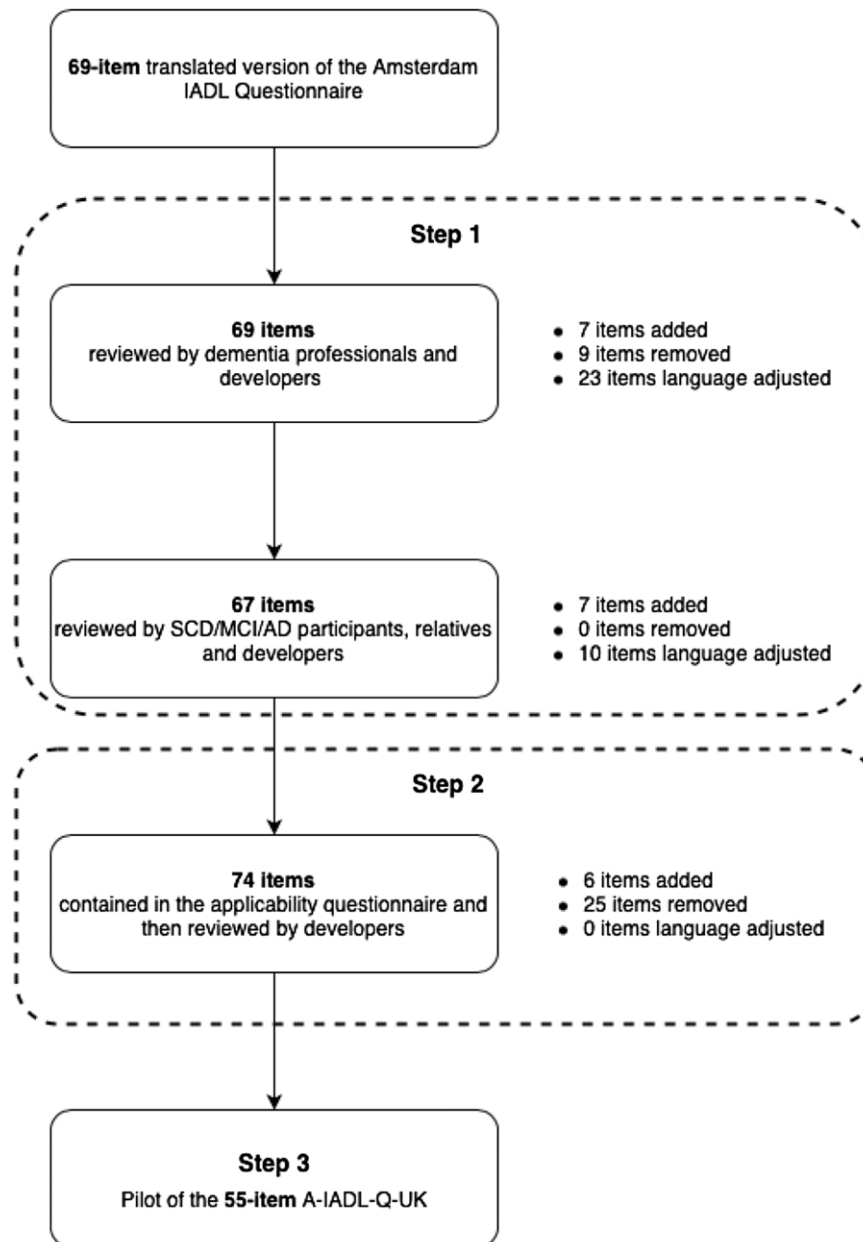 69-item translated version of the Amsterdam
IADL Questionnaire
Step 1
69 items
reviewed by dementia professionals and
developers
• 7 items added
• 9 items removed
• 23 items language adjusted
67 items
reviewed by SCD/MCI/AD participants, relatives
and developers
• 7 items added
• 0 items removed
• 10 items language adjusted
Step 2
74 items
contained in the applicability questionnaire and
then reviewed by developers
• 6 items added
• 25 items removed
• 0 items language adjusted
Step 3
Pilot of the 55-item A-IADL-Q-UK